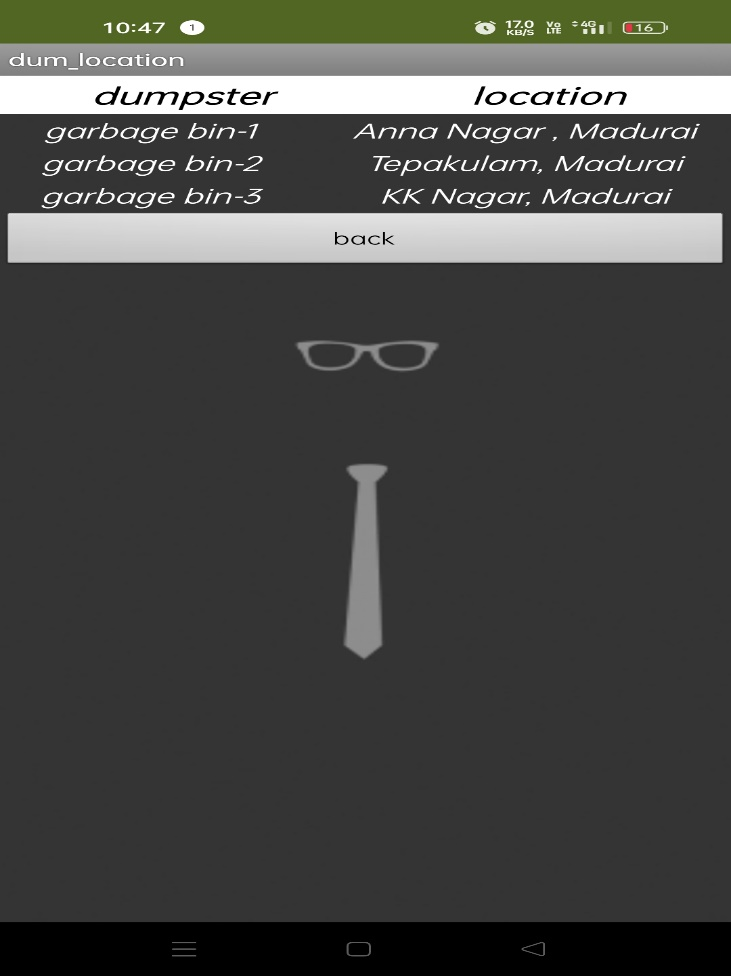 10:47 1 17.0 KB/S Vo LTE 4G 16
dum_location
dumpster location
garbage bin-1 Anna Nagar , Madurai
garbage bin-2 Tepakulam, Madurai
garbage bin-3 KK Nagar, Madurai
back